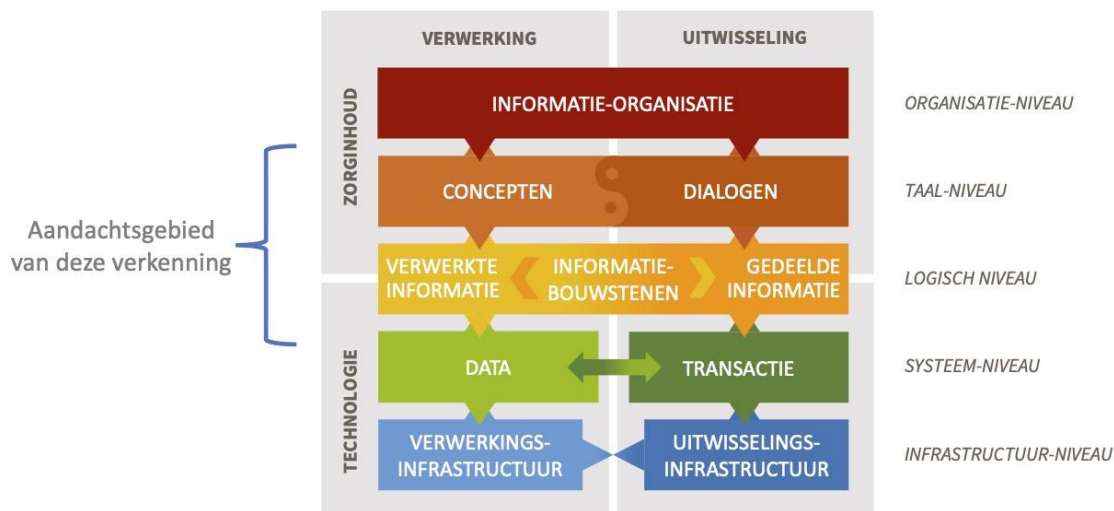 VERWERKING
UITWISSELING
ZORGINHOUD
INFORMATIE-ORGANISATIE
ORGANISATIE-NIVEAU
CONCEPTEN
DIALOGEN
TAAL-NIVEAU
Aandachtsgebied
van deze verkenning
VERWERKTE
INFORMATIE
INFORMATIE-
BOUWSTENEN
GEDEELDE
INFORMATIE
LOGISCH NIVEAU
TECHNOLOGIE
DATA
TRANSACTIE
SYSTEEM-NIVEAU
VERWERKINGS-
INFRASTRUCTUUR
UITWISSELINGS-
INFRASTRUCTUUR
INFRASTRUCTUUR-NIVEAU